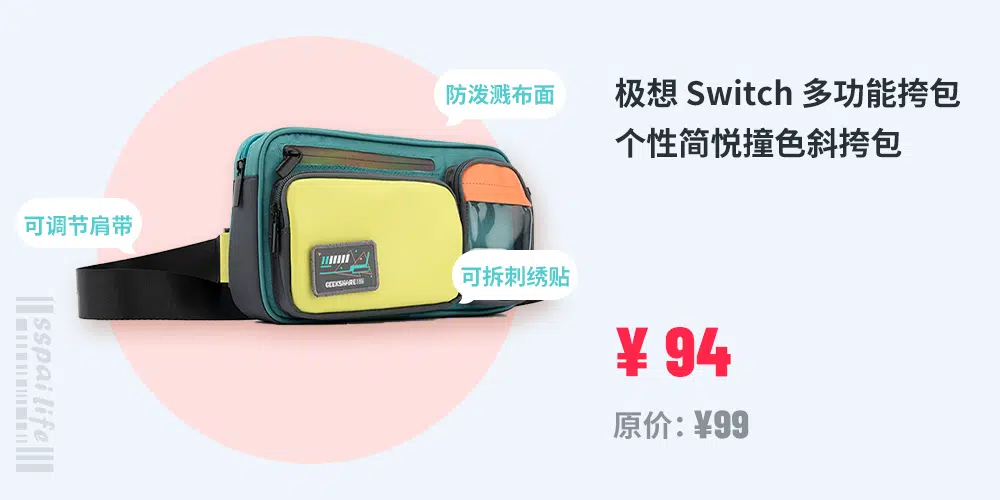 防泼溅布面
极想 Switch 多功能挎包
个性简悦撞色斜挎包
可调节肩带
可拆刺绣贴
GEEKSHARE
¥ 94
原价：¥99
sspai life